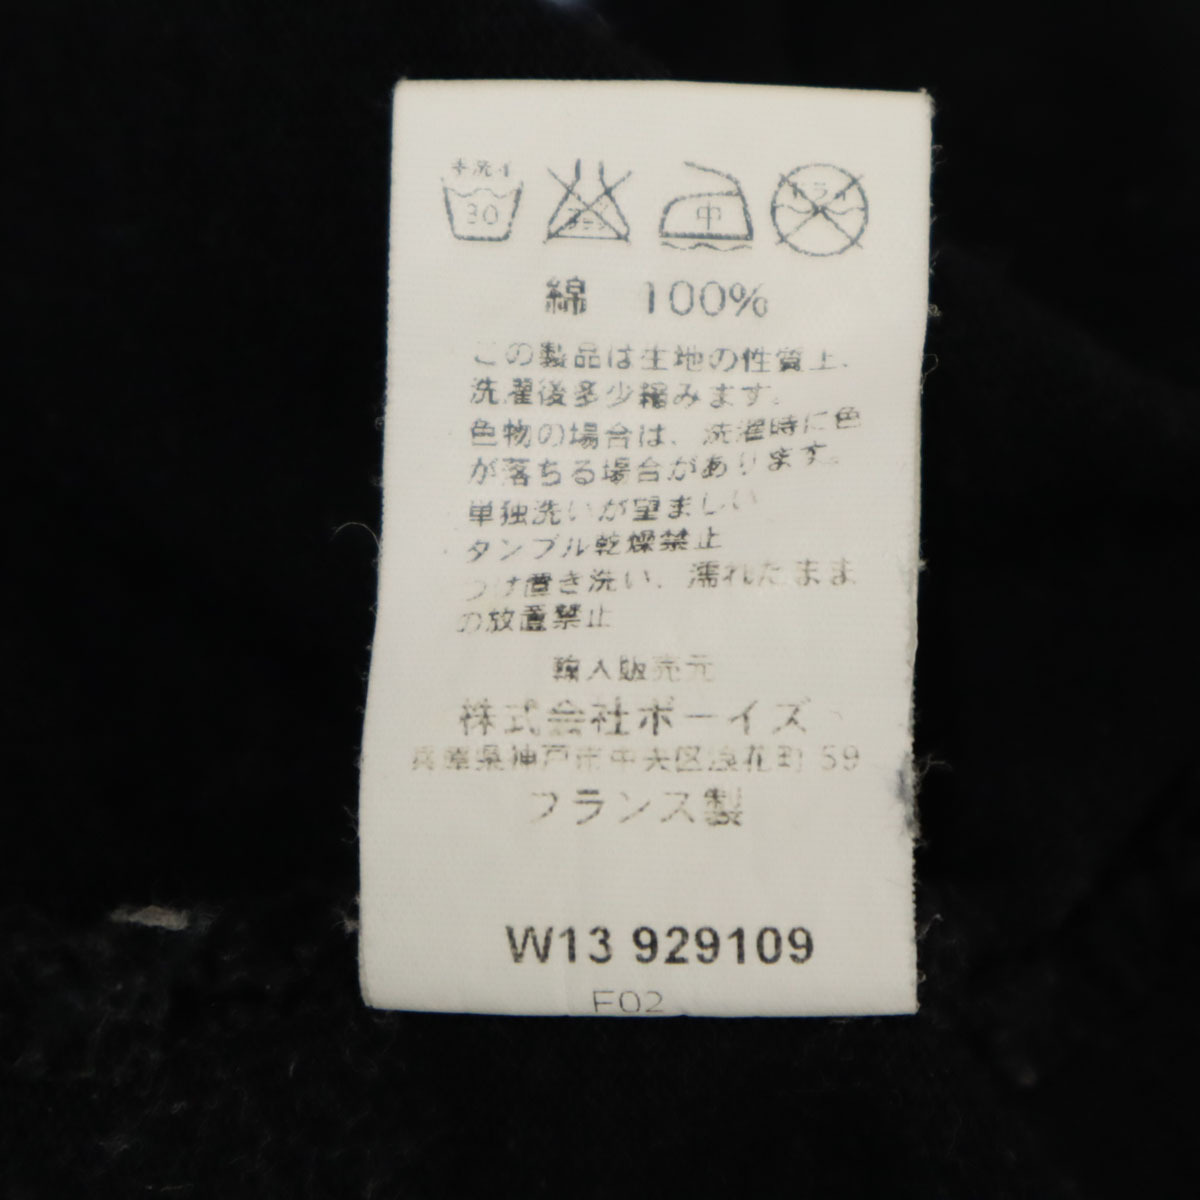 手洗イ
30 中 ドライ
綿 100%
この製品は生地の性質上、
洗濯後多少縮みます。
色物の場合は、洗濯時に色
が落ちる場合があります。
単独洗いが望ましい
タンブル乾燥禁止
つけ置き洗い、濡れたまま
の放置禁止
輸入販売元
株式会社ボーイズ
兵庫県神戸市中央区浪花町 59
フランス製
W13 929109
F02